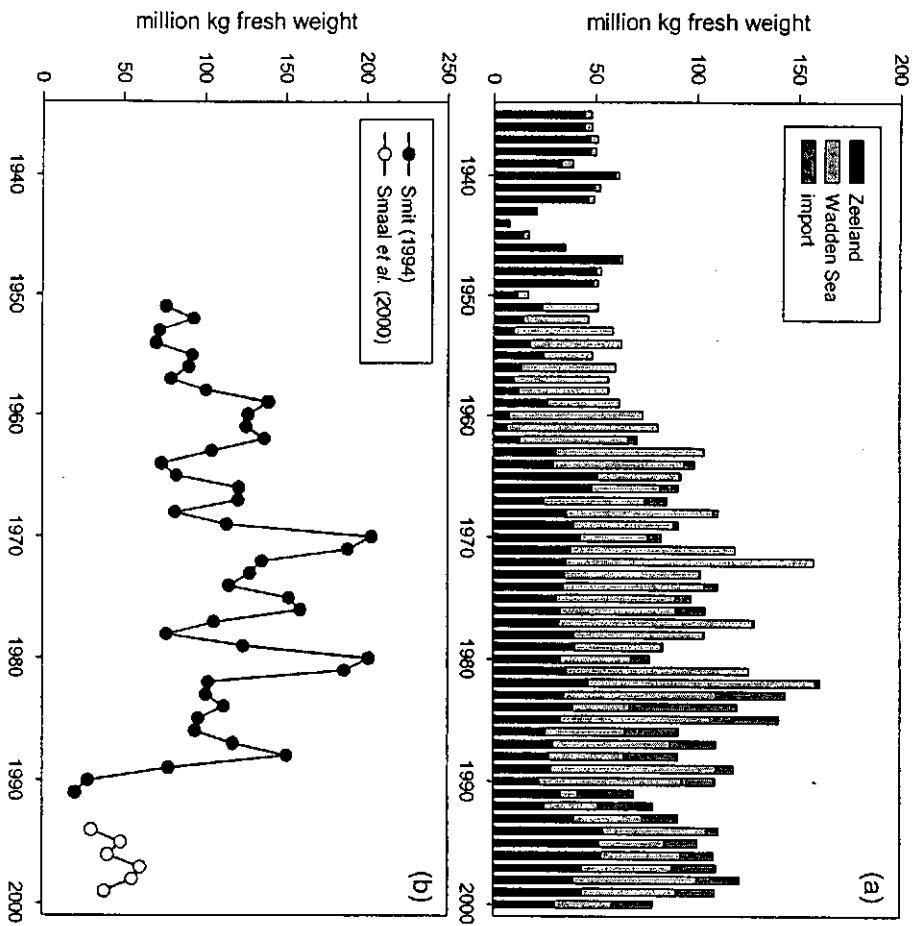 million kg fresh weight
0
50
100
150
200
(a)
Zeeland
Wadden Sea
import
1940
1950
1960
1970
1980
1990
2000
million kg fresh weight
0
50
100
150
200
250
(b)
Smit (1994)
Smaal et al. (2000)
1940
1950
1960
1970
1980
1990
2000